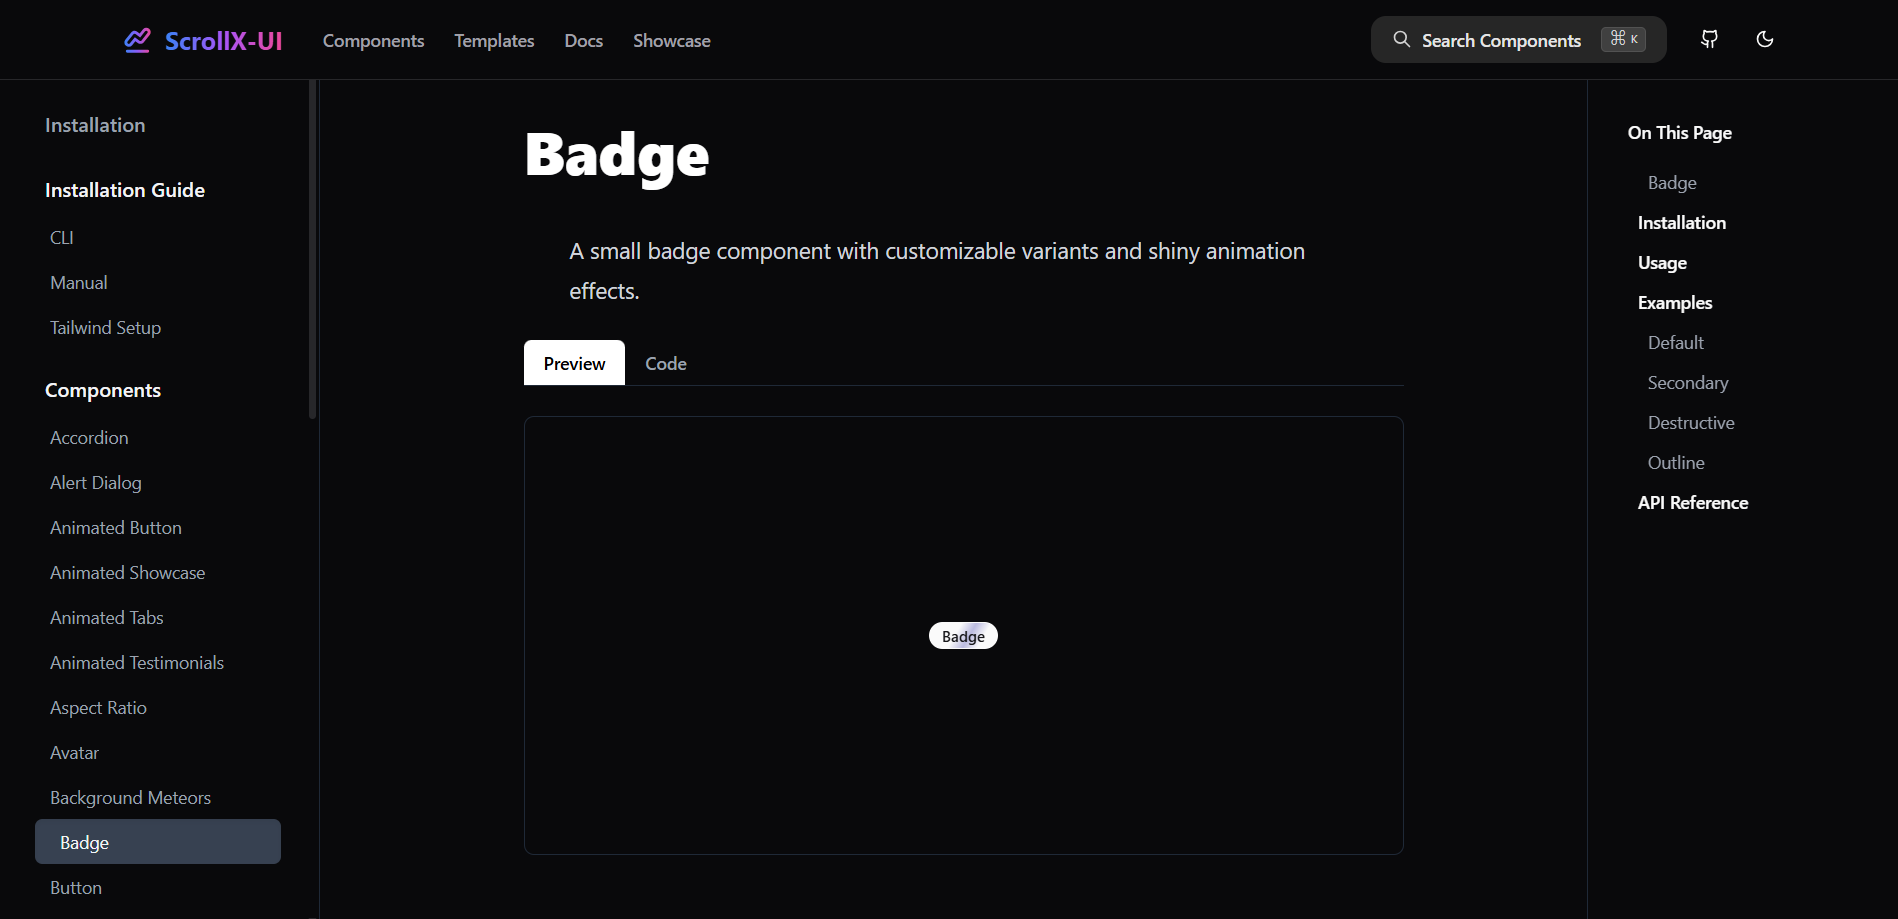 ScrollX-UI
Components
Templates
Docs
Showcase
Search Components
⌘ K
Installation
Installation Guide
CLI
Manual
Tailwind Setup
Components
Accordion
Alert Dialog
Animated Button
Animated Showcase
Animated Tabs
Animated Testimonials
Aspect Ratio
Avatar
Background Meteors
Badge
Button
Badge
A small badge component with customizable variants and shiny animation
effects.
Preview
Code
Badge
On This Page
Badge
Installation
Usage
Examples
Default
Secondary
Destructive
Outline
API Reference